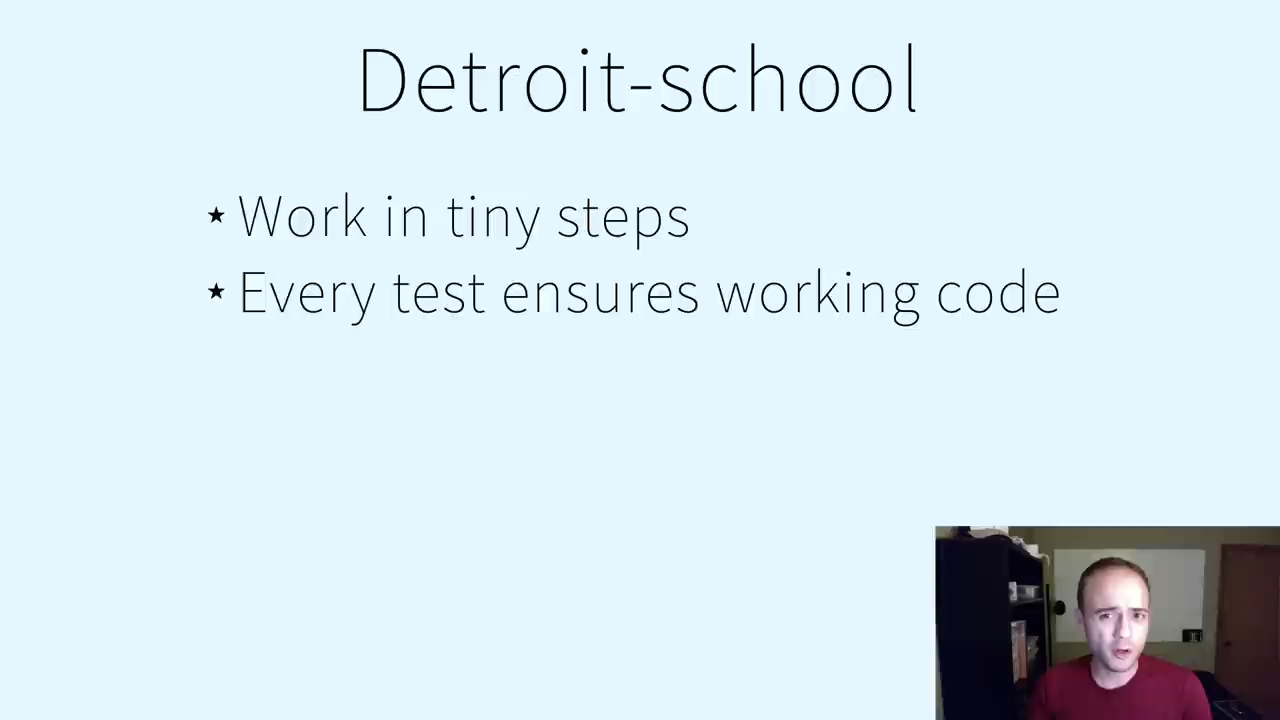 Detroit-school
★ Work in tiny steps
★ Every test ensures working code